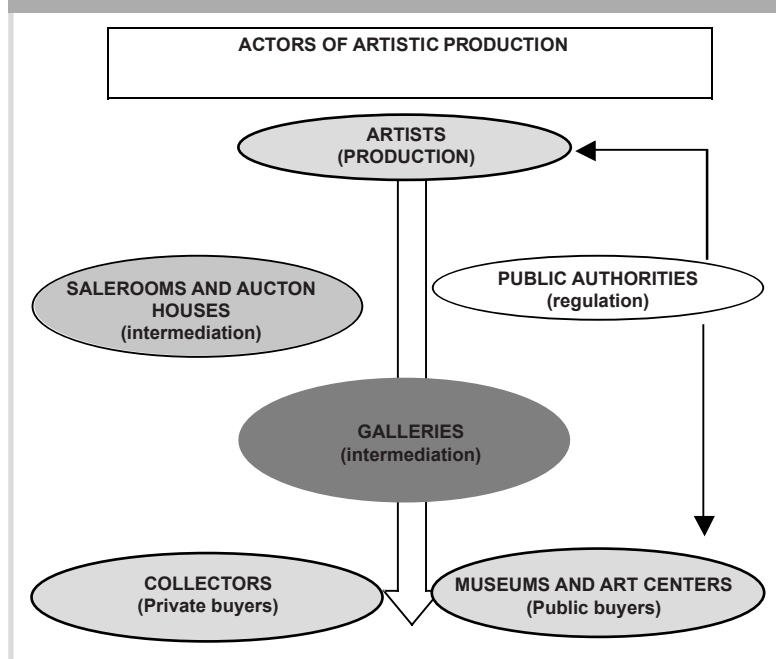 ACTORS OF ARTISTIC PRODUCTION
ARTISTS
(PRODUCTION)
SALEROOMS AND AUCTON
HOUSES
(intermediation)
PUBLIC AUTHORITIES
(regulation)
GALLERIES
(intermediation)
COLLECTORS
(Private buyers)
MUSEUMS AND ART CENTERS
(Public buyers)